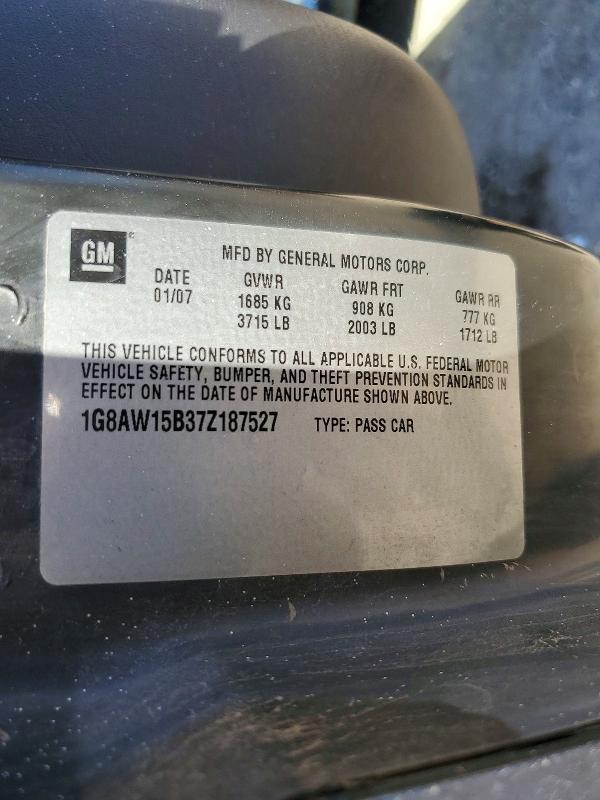 GM®
MFD BY GENERAL MOTORS CORP.
DATE GVWR GAWR FRT GAWR RR
01/07 1685 KG 908 KG 777 KG
3715 LB 2003 LB 1712 LB
THIS VEHICLE CONFORMS TO ALL APPLICABLE U.S. FEDERAL MOTOR
VEHICLE SAFETY, BUMPER, AND THEFT PREVENTION STANDARDS IN
EFFECT ON THE DATE OF MANUFACTURE SHOWN ABOVE.
1G8AW15B37Z187527 TYPE: PASS CAR